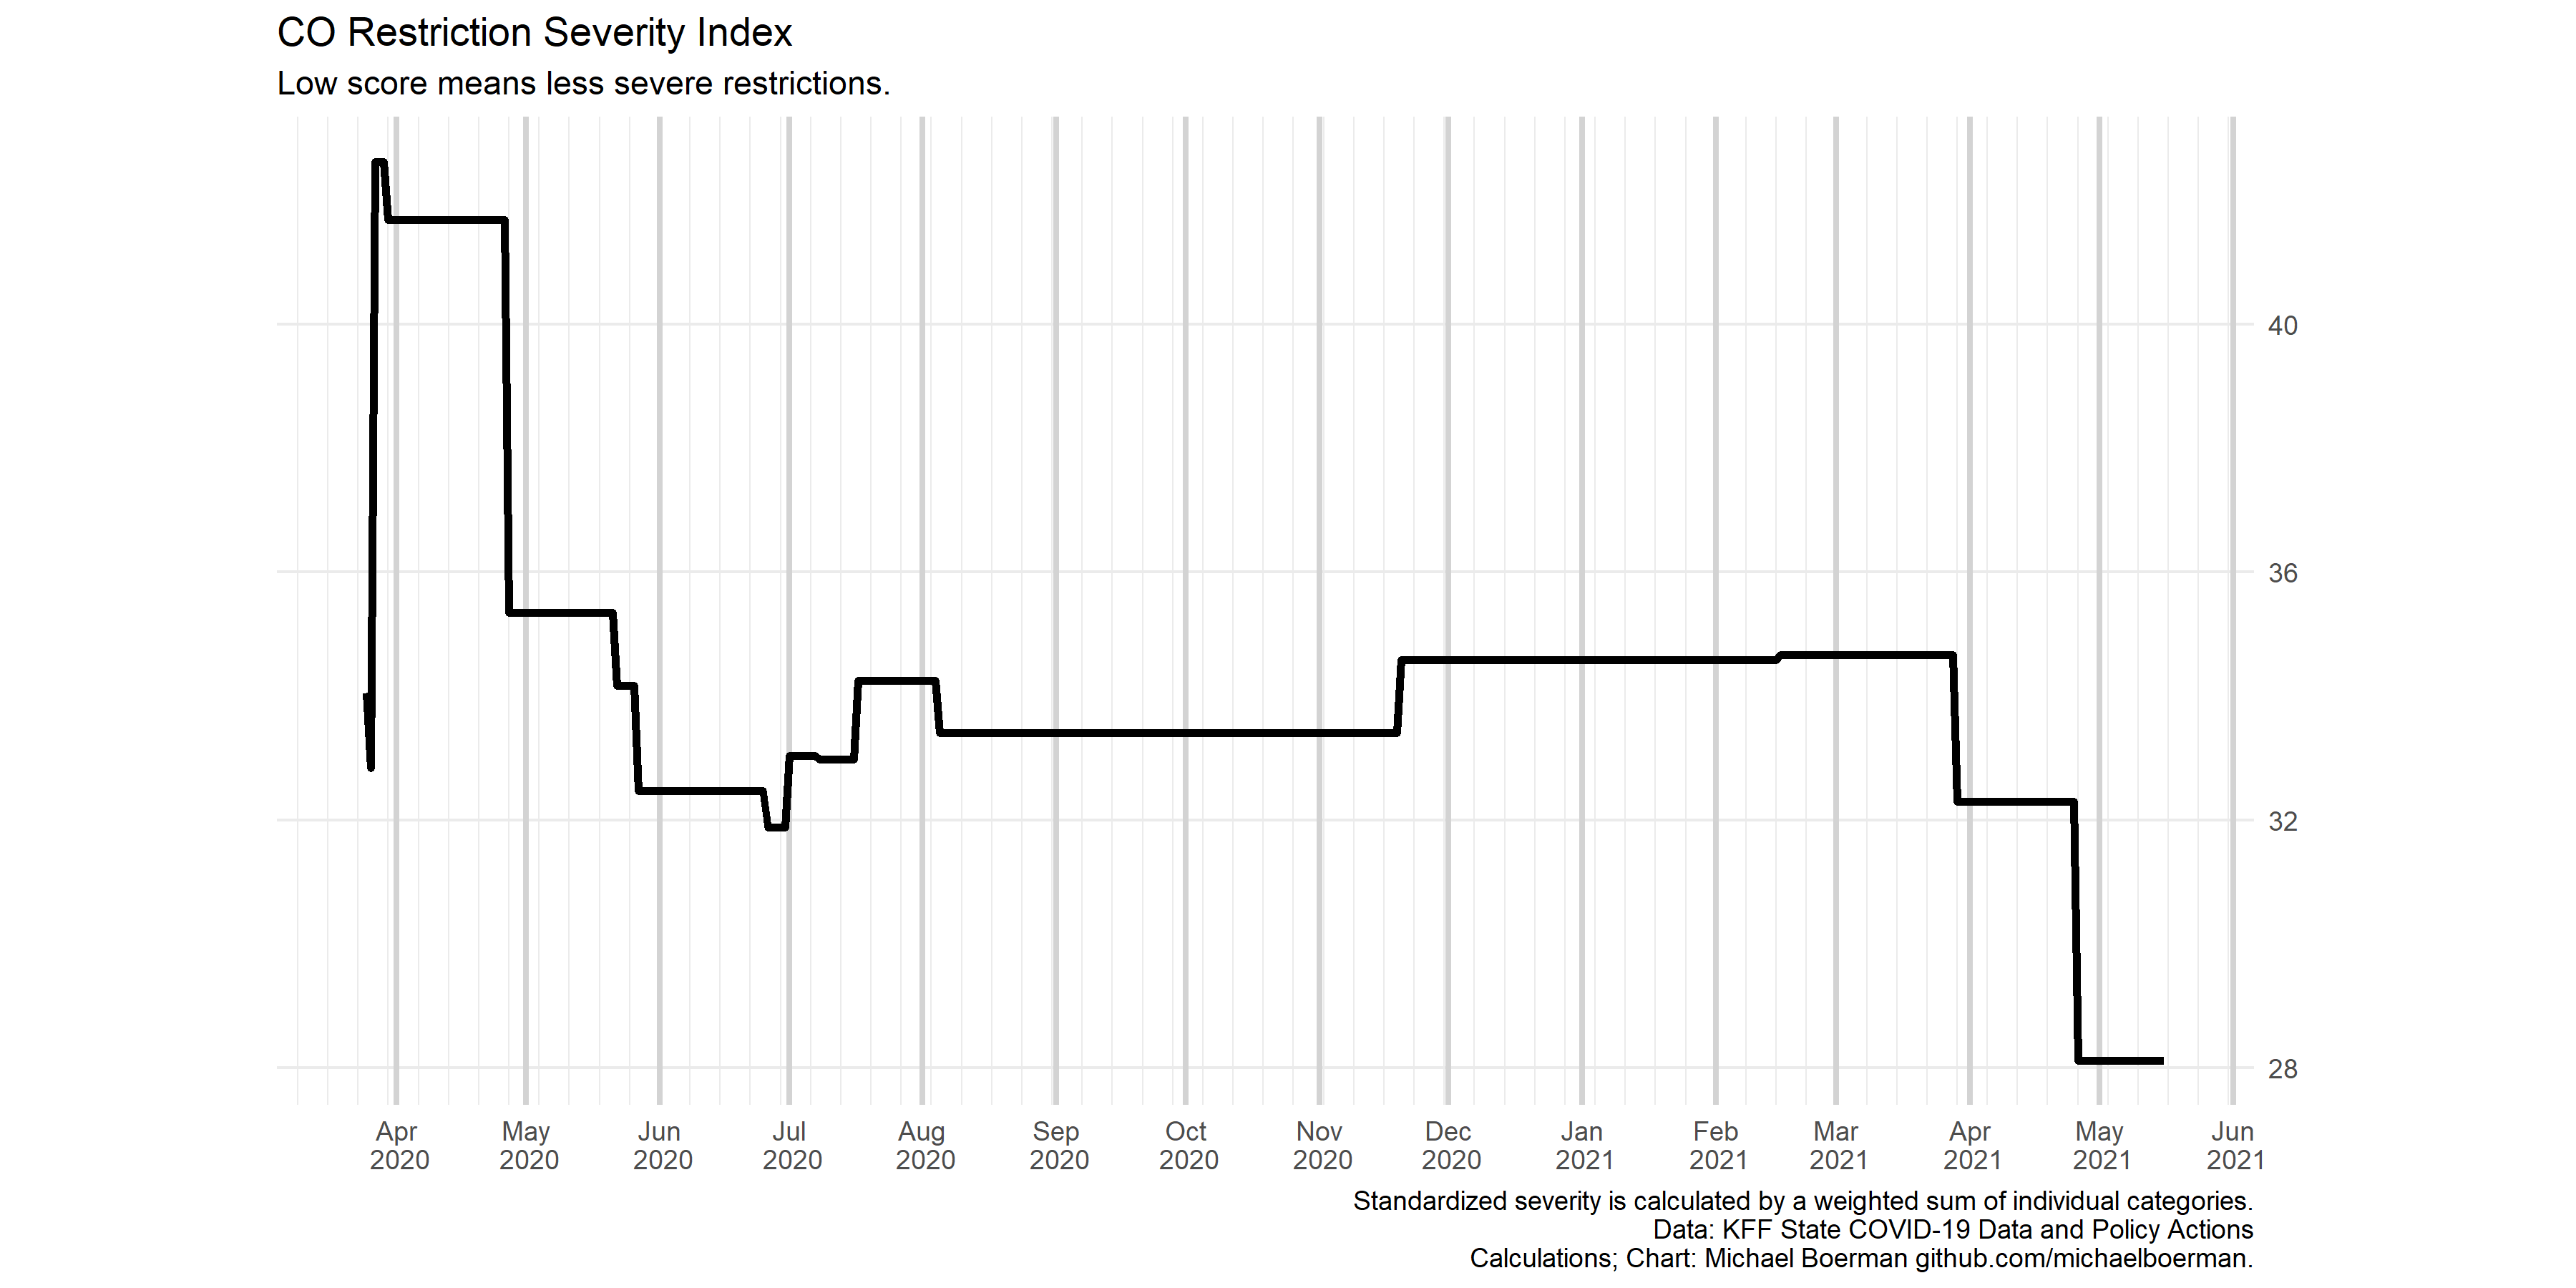 CO Restriction Severity Index
Low score means less severe restrictions.
40
36
32
28
Apr 2020
May 2020
Jun 2020
Jul 2020
Aug 2020
Sep 2020
Oct 2020
Nov 2020
Dec 2020
Jan 2021
Feb 2021
Mar 2021
Apr 2021
May 2021
Jun 2021
Standardized severity is calculated by a weighted sum of individual categories.
Data: KFF State COVID-19 Data and Policy Actions
Calculations; Chart: Michael Boerman github.com/michaelboerman.